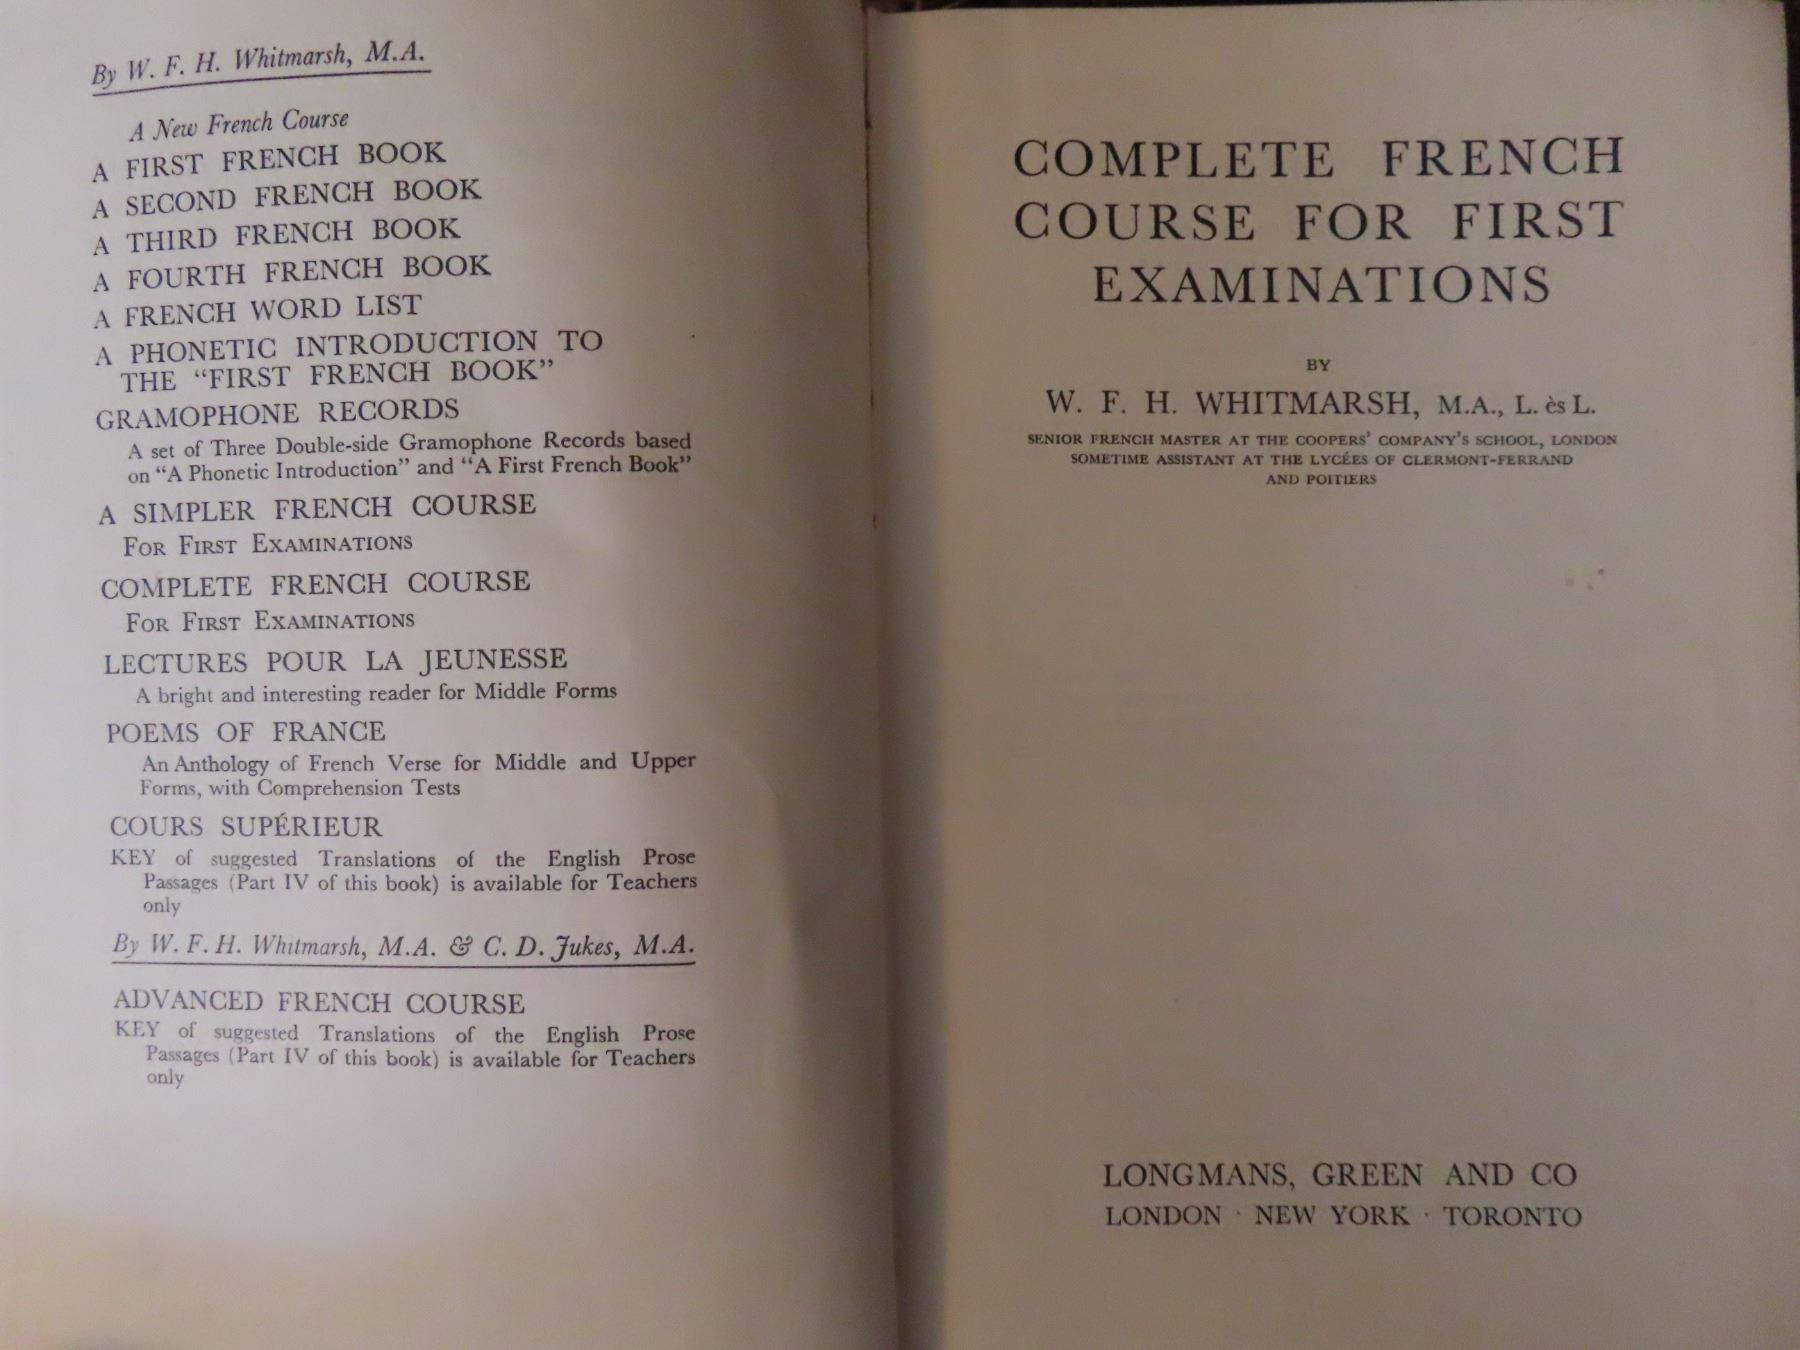 By W. F. H. Whitmarsh, M.A.
A New French Course
A FIRST FRENCH BOOK
A SECOND FRENCH BOOK
A THIRD FRENCH BOOK
A FOURTH FRENCH BOOK
A FRENCH WORD LIST
A PHONETIC INTRODUCTION TO
THE “FIRST FRENCH BOOK”
GRAMOPHONE RECORDS
A set of Three Double-side Gramophone Records based
on “A Phonetic Introduction” and “A First French Book”
A SIMPLER FRENCH COURSE
FOR FIRST EXAMINATIONS
COMPLETE FRENCH COURSE
FOR FIRST EXAMINATIONS
LECTURES POUR LA JEUNESSE
A bright and interesting reader for Middle Forms
POEMS OF FRANCE
An Anthology of French Verse for Middle and Upper
Forms, with Comprehension Tests
COURS SUPÉRIEUR
KEY of suggested Translations of the English Prose
Passages (Part IV of this book) is available for Teachers
only
By W. F. H. Whitmarsh, M.A. & C. D. Jukes, M.A.
ADVANCED FRENCH COURSE
KEY of suggested Translations of the English Prose
Passages (Part IV of this book) is available for Teachers
only
COMPLETE FRENCH
COURSE FOR FIRST
EXAMINATIONS
BY
W. F. H. WHITMARSH, M.A., L. ès L.
SENIOR FRENCH MASTER AT THE COOPERS’ COMPANY’S SCHOOL, LONDON
SOMETIME ASSISTANT AT THE LYCÉES OF CLERMONT-FERRAND
AND POITIERS
LONGMANS, GREEN AND CO
LONDON · NEW YORK · TORONTO